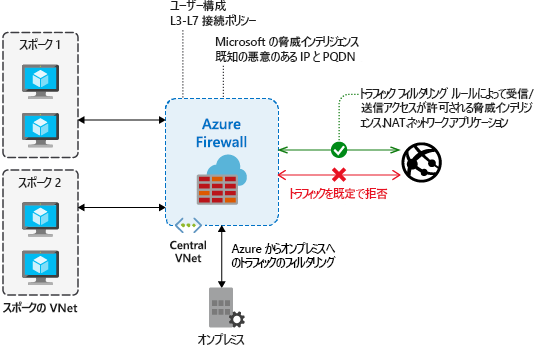 ユーザー構成
L3-L7 接続ポリシー
Microsoft の脅威インテリジェンス
既知の悪意のある IP と PQDN
スポーク 1
Azure
Firewall
トラフィック フィルタリング ルールによって受信/
送信アクセスが許可される脅威インテリジ
ェンス、NAT、ネットワーク、アプリケーション
トラフィックを既定で拒否
スポーク 2
Central
VNet
Azure からオンプレミスへ
のトラフィックのフィルタリング
スポークの VNet
オンプレミス